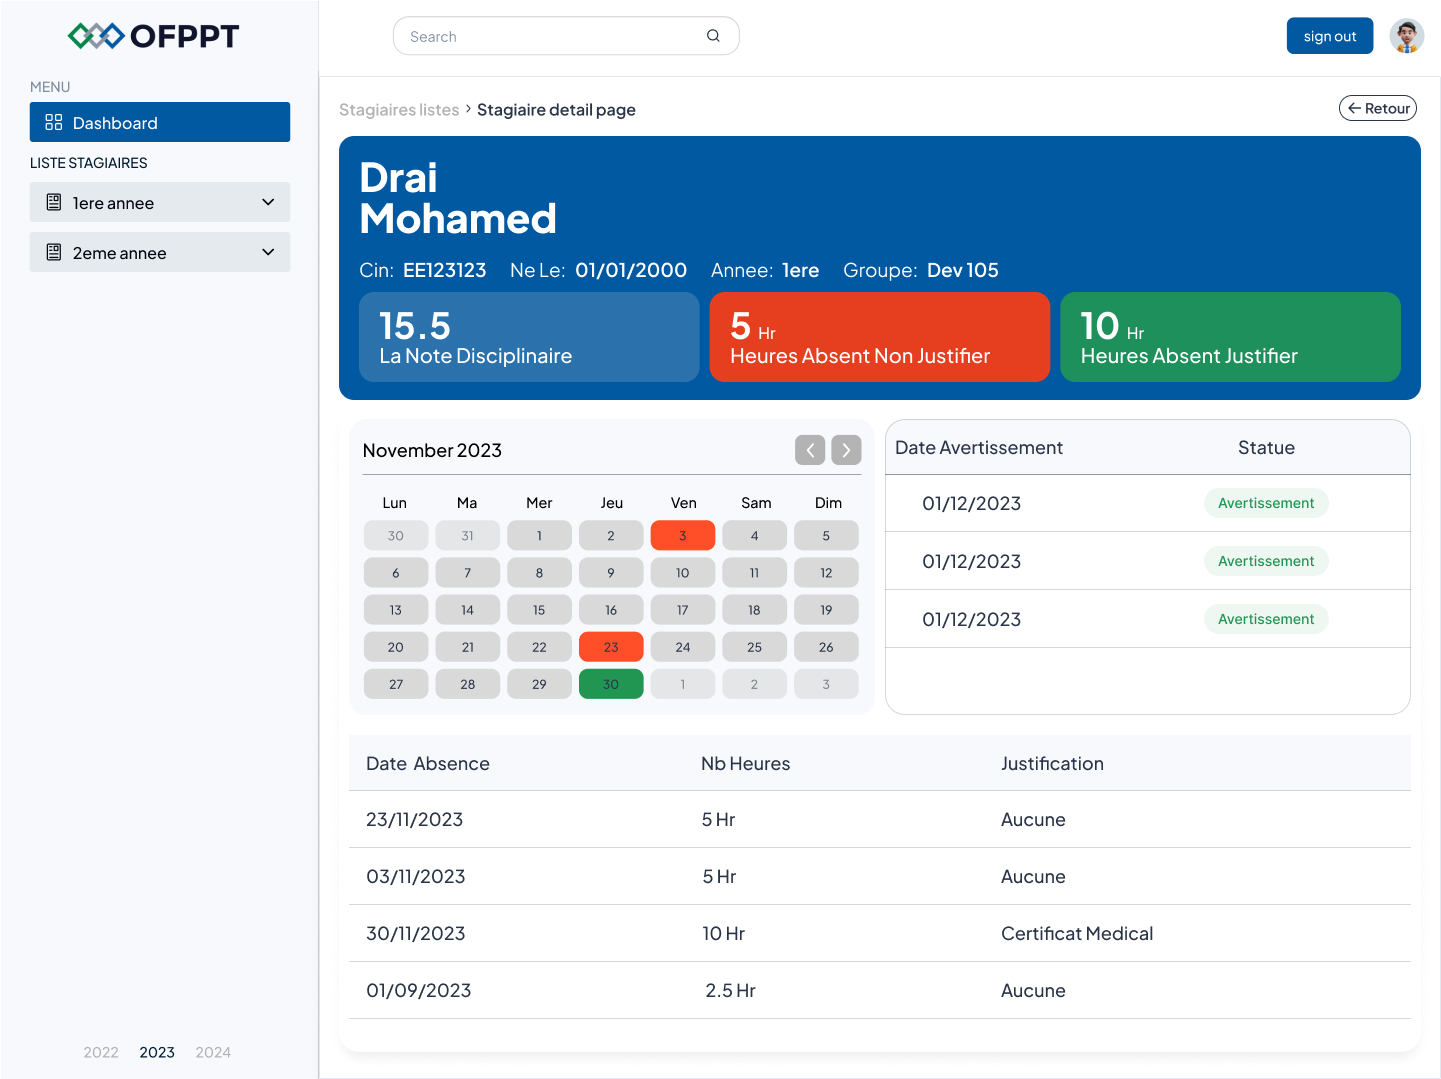 OFPPT
Search
sign out
MENU
Dashboard
LISTE STAGIAIRES
1ere annee
2eme annee
2022 2023 2024
Stagiaires listes > Stagiaire detail page
← Retour
Drai
Mohamed
Cin: EE123123 Ne Le: 01/01/2000 Annee: 1ere Groupe: Dev 105
15.5
La Note Disciplinaire
5 Hr
Heures Absent Non Justifier
10 Hr
Heures Absent Justifier
November 2023
Lun Ma Mer Jeu Ven Sam Dim
30 31 1 2 3 4 5
6 7 8 9 10 11 12
13 14 15 16 17 18 19
20 21 22 23 24 25 26
27 28 29 30 1 2 3
Date Avertissement Statue
01/12/2023 Avertissement
01/12/2023 Avertissement
01/12/2023 Avertissement
Date Absence Nb Heures Justification
23/11/2023 5 Hr Aucune
03/11/2023 5 Hr Aucune
30/11/2023 10 Hr Certificat Medical
01/09/2023 2.5 Hr Aucune